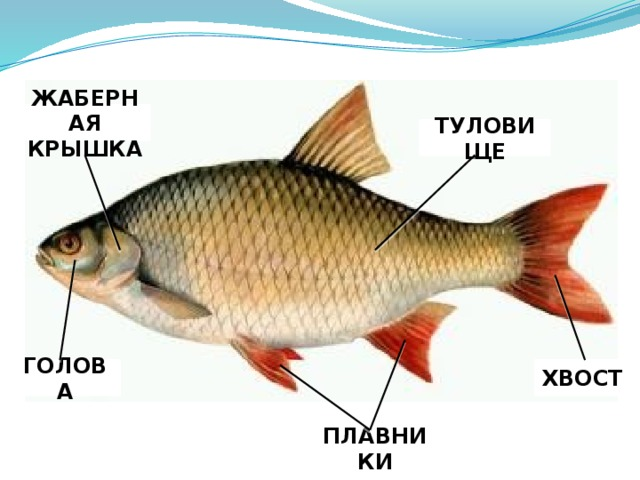 ЖАБЕРН
АЯ
КРЫШКА
ТУЛОВИ
ЩЕ
ГОЛОВ
А
ХВОСТ
ПЛАВНИ
КИ